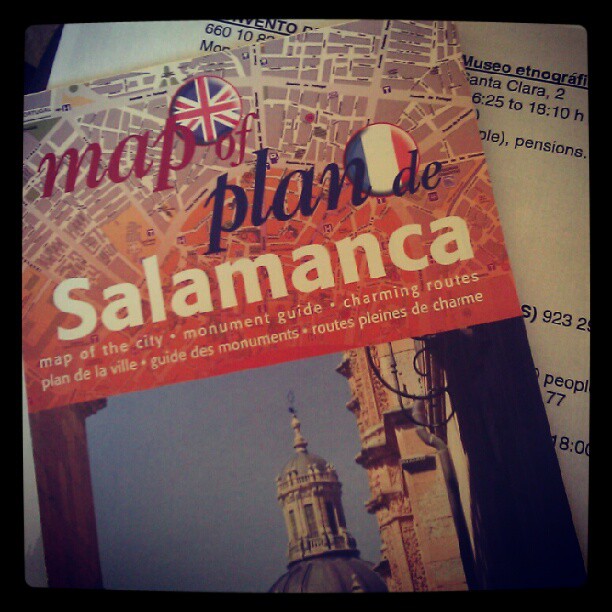 660 10
Museo etnográfi
Santa Clara, 2
6:25 to 18:10 h
ple), pensions.
map of
plan de
Salamanca
map of the city • monument guide • charming routes
plan de la ville • guide des monuments • routes pleines de charme
S) 923 2
peopl
77
18:0